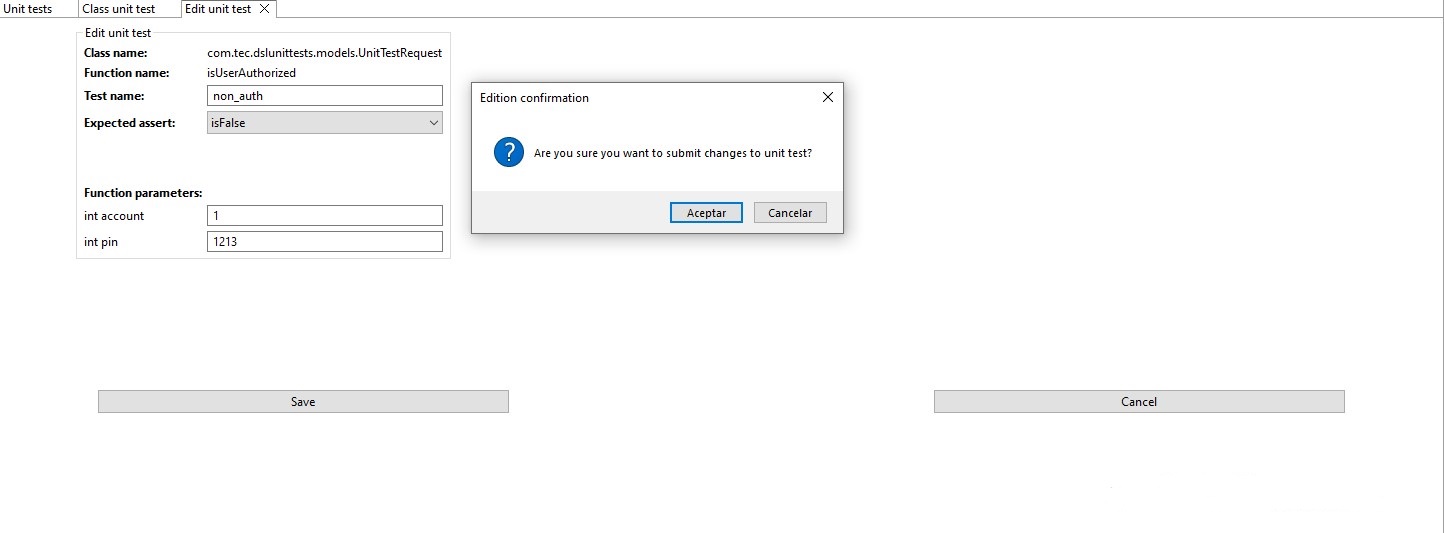 Unit tests
Class unit test
Edit unit test
Edit unit test
Class name: com.tec.dslunittests.models.UnitTestRequest
Function name: isUserAuthorized
Test name: non_auth
Expected assert: isFalse
Function parameters:
int account 1
int pin 1213
Edition confirmation
?
Are you sure you want to submit changes to unit test?
Aceptar Cancelar
Save Cancel